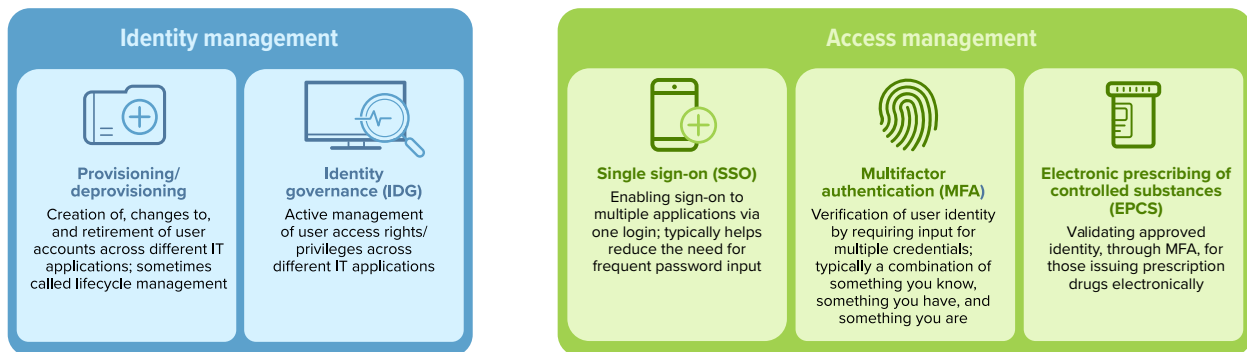 Identity management
Provisioning/
deprovisioning
Creation of, changes to,
and retirement of user
accounts across different IT
applications; sometimes
called lifecycle management
Identity
governance (IDG)
Active management
of user access rights/
privileges across
different IT applications
Access management
Single sign-on (SSO)
Enabling sign-on to
multiple applications via
one login; typically helps
reduce the need for
frequent password input
Multifactor
authentication (MFA)
Verification of user identity
by requiring input for
multiple credentials;
typically a combination of
something you know,
something you have, and
something you are
Electronic prescribing of
controlled substances
(EPCS)
Validating approved
identity, through MFA, for
those issuing prescription
drugs electronically